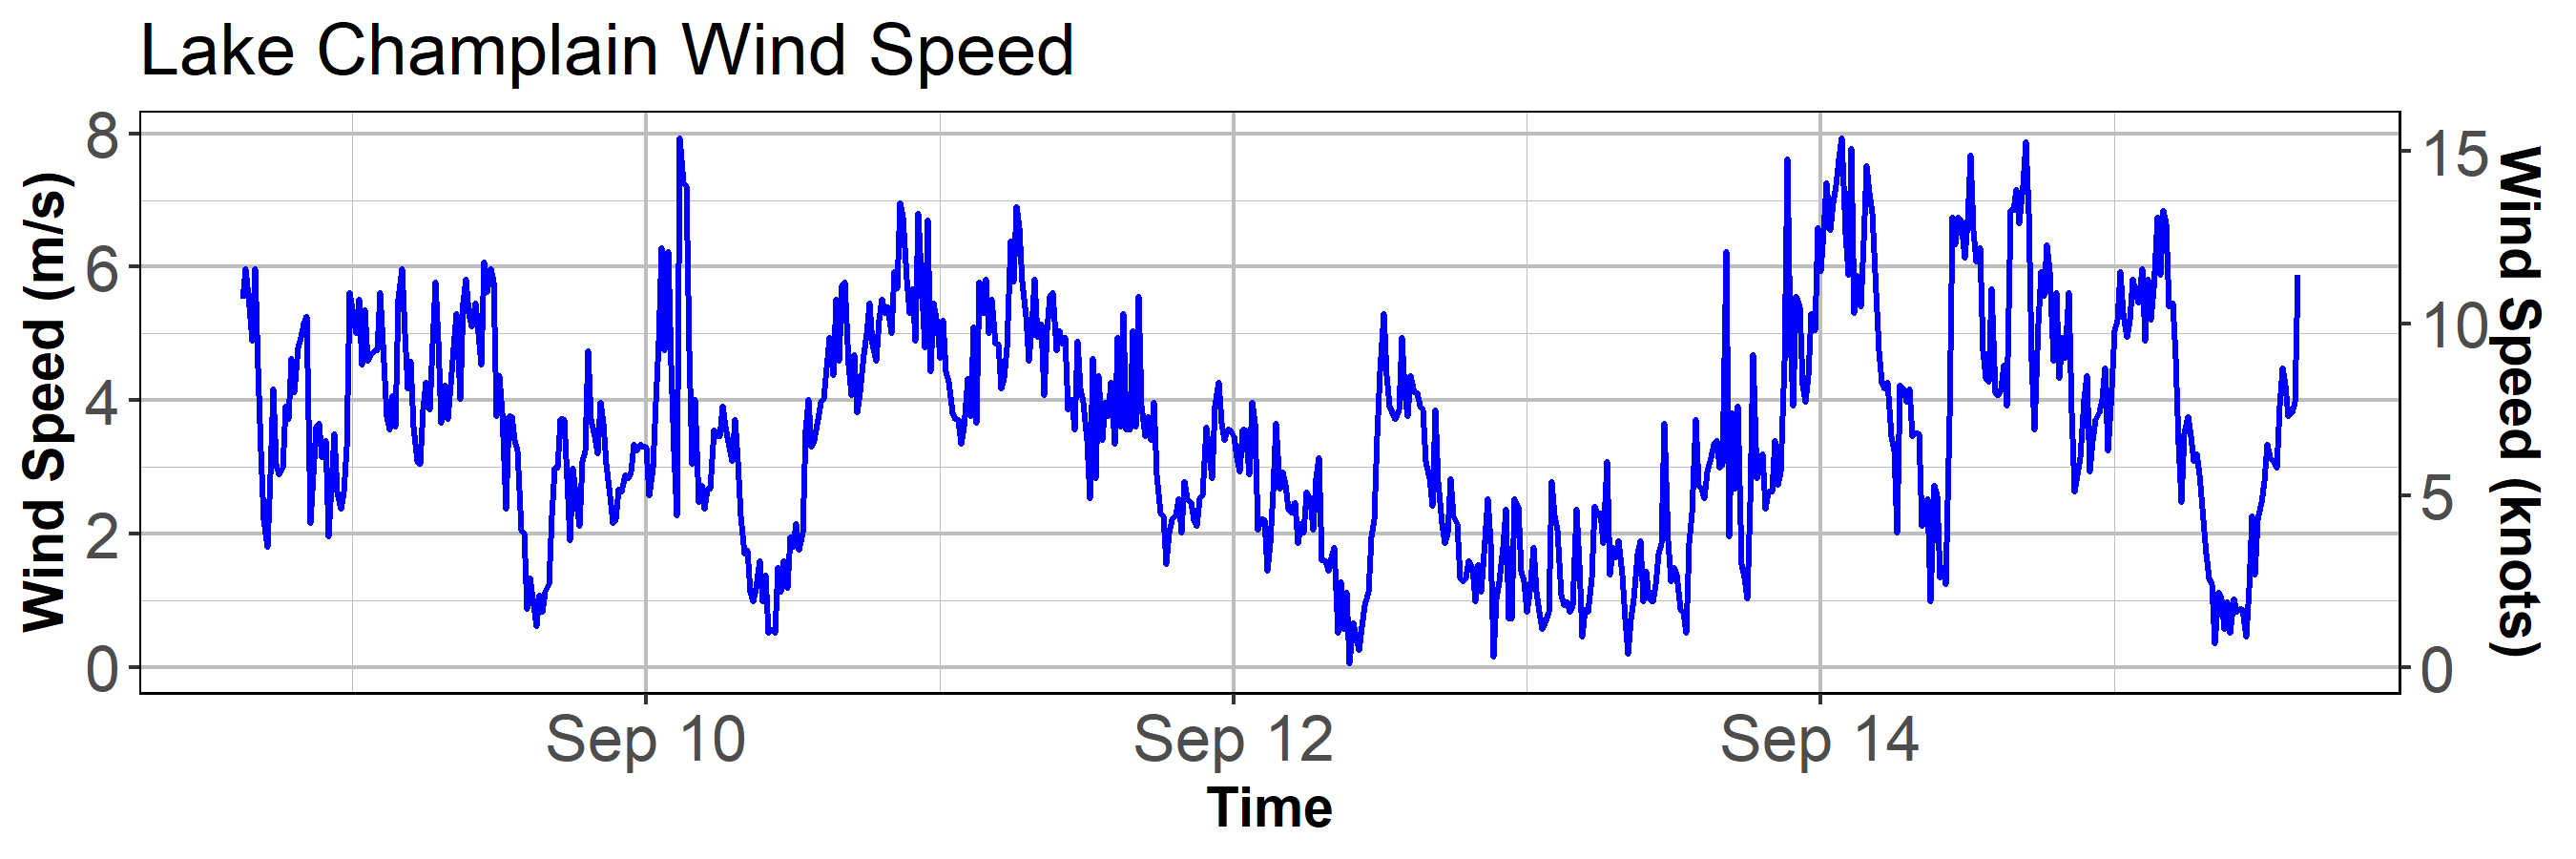 Lake Champlain Wind Speed
Wind Speed (m/s)
8
6
4
2
0
15
10
5
0
Wind Speed (knots)
Sep 10
Sep 12
Sep 14
Time